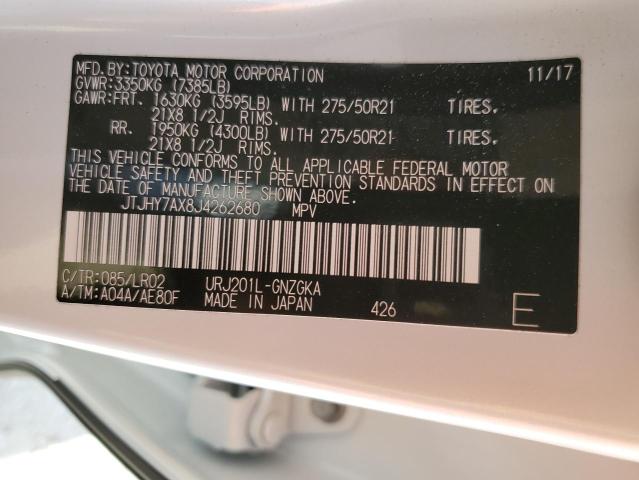 MFD.BY:TOYOTA MOTOR CORPORATION 11/17
GVWR:3350KG (7385LB)
GAWR:FRT. 1630KG (3595LB) WITH 275/50R21 TIRES.
21X8 1/2J RIMS.
RR. 1950KG (4300LB) WITH 275/50R21 TIRES.
21X8 1/2J RIMS.
THIS VEHICLE CONFORMS TO ALL APPLICABLE FEDERAL MOTOR
VEHICLE SAFETY AND THEFT PREVENTION STANDARDS IN EFFECT ON
THE DATE OF MANUFACTURE SHOWN ABOVE.
JTJHY7AX8J4262680 MPV
C/TR:085/LR02 URJ201L-GNZGKA
A/TM:A04A/AE80F MADE IN JAPAN 426 E